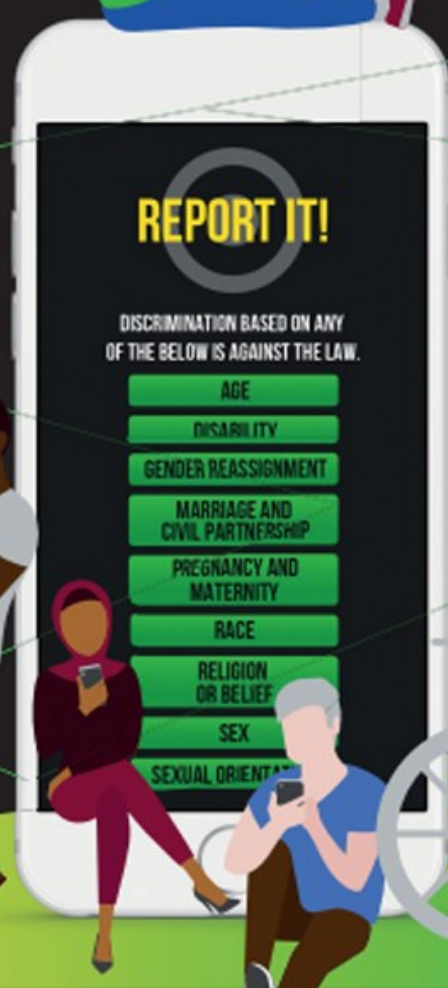 REPORT IT!
DISCRIMINATION BASED ON ANY
OF THE BELOW IS AGAINST THE LAW.
AGE
DISABILITY
GENDER REASSIGNMENT
MARRIAGE AND
CIVIL PARTNERSHIP
PREGNANCY AND
MATERNITY
RACE
RELIGION
OR BELIEF
SEX
SEXUAL